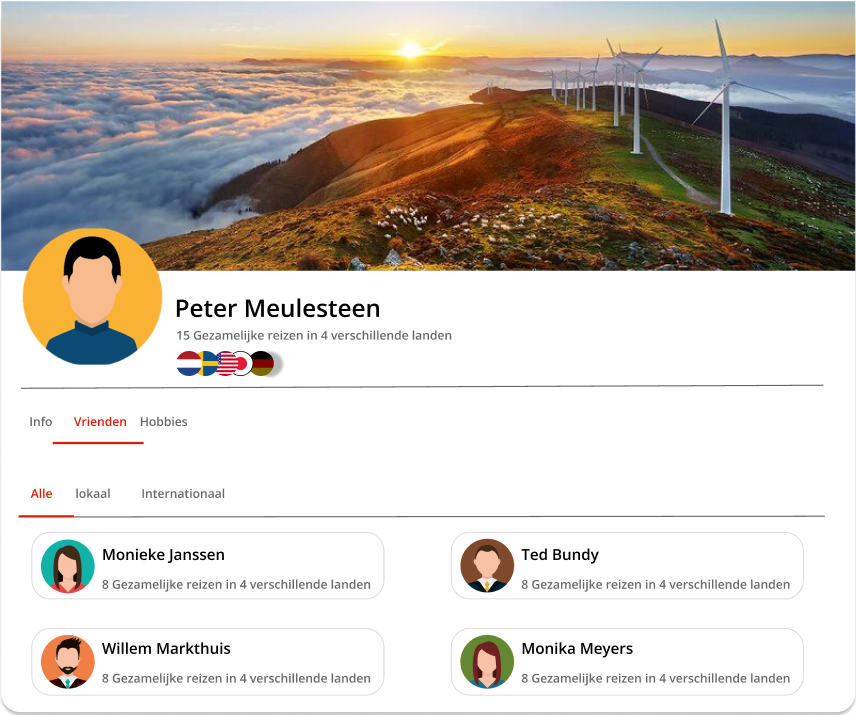 Peter Meulesteen
15 Gezamelijke reizen in 4 verschillende landen
Info Vrienden Hobbies
Alle lokaal Internationaal
Monieke Janssen
8 Gezamelijke reizen in 4 verschillende landen
Ted Bundy
8 Gezamelijke reizen in 4 verschillende landen
Willem Markthuis
8 Gezamelijke reizen in 4 verschillende landen
Monika Meyers
8 Gezamelijke reizen in 4 verschillende landen